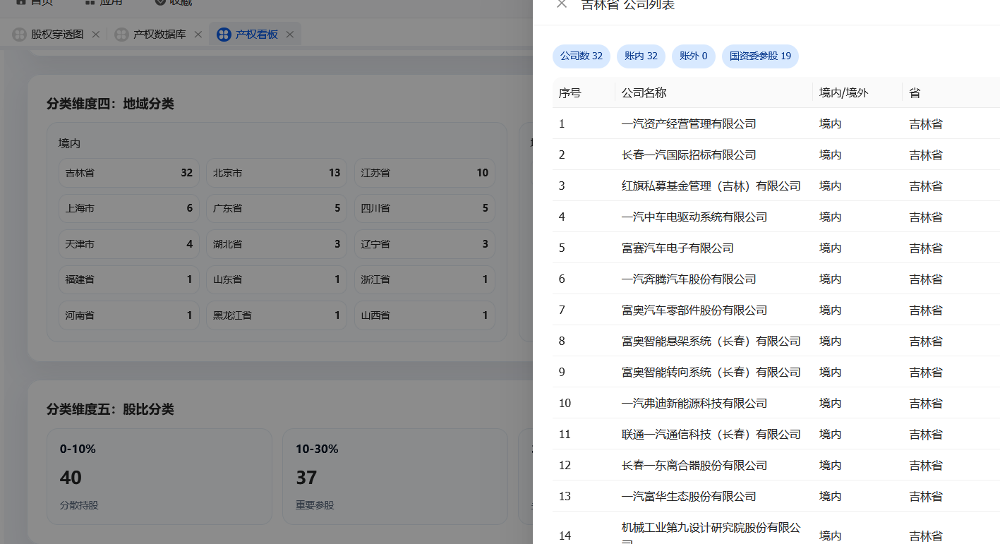 首页 应用 收藏
股权穿透图 产权数据库 产权看板
分类维度四：地域分类
境内
吉林省 32 北京市 13 江苏省 10
上海市 6 广东省 5 四川省 5
天津市 4 湖北省 3 辽宁省 3
福建省 1 山东省 1 浙江省 1
河南省 1 黑龙江省 1 山西省 1
分类维度五：股比分类
0-10% 10-30%
40 37
分散持股 重要参股
吉林省 公司列表
公司数 32 账内 32 账外 0 国资委参股 19
序号 公司名称 境内/境外 省
1 一汽资产经营管理有限公司 境内 吉林省
2 长春一汽国际招标有限公司 境内 吉林省
3 红旗私募基金管理（吉林）有限公司 境内 吉林省
4 一汽中车电驱动系统有限公司 境内 吉林省
5 富赛汽车电子有限公司 境内 吉林省
6 一汽奔腾汽车股份有限公司 境内 吉林省
7 富奥汽车零部件股份有限公司 境内 吉林省
8 富奥智能悬架系统（长春）有限公司 境内 吉林省
9 富奥智能转向系统（长春）有限公司 境内 吉林省
10 一汽弗迪新能源科技有限公司 境内 吉林省
11 联通一汽通信科技（长春）有限公司 境内 吉林省
12 长春一东离合器股份有限公司 境内 吉林省
13 一汽富华生态股份有限公司 境内 吉林省
14 机械工业第九设计研究院股份有限公司 境内 吉林省